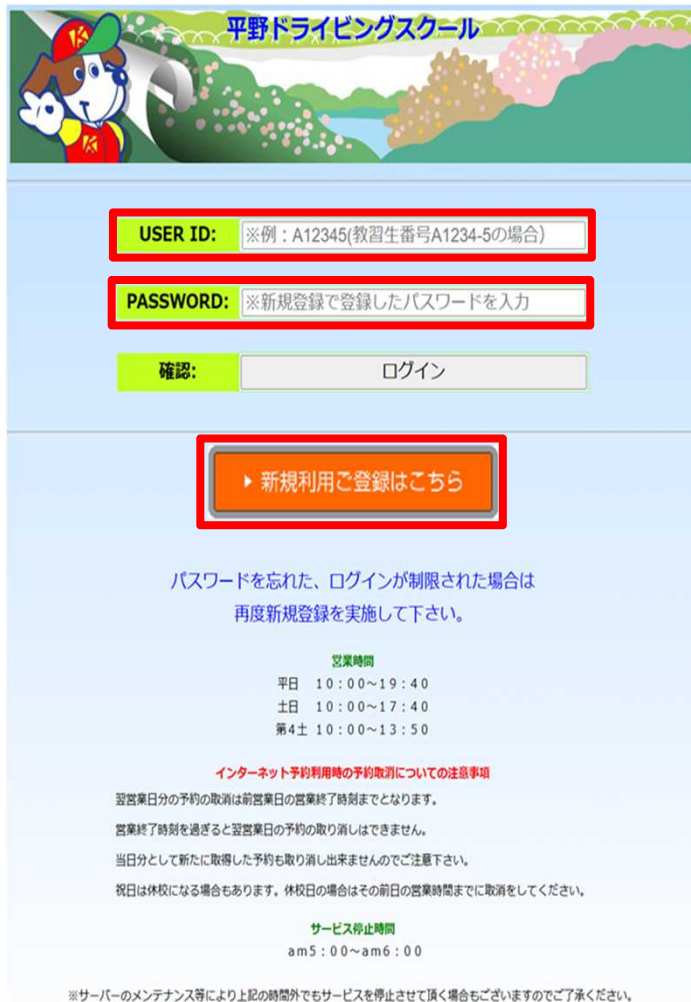 平野ドライビングスクール
USER ID: ※例：A12345(教習生番号A1234-5の場合)
PASSWORD: ※新規登録で登録したパスワードを入力
確認: ログイン
新規利用ご登録はこちら
パスワードを忘れた、ログインが制限された場合は
再度新規登録を実施して下さい。
営業時間
平日 10:00～19:40
土日 10:00～17:40
第4土 10:00～13:50
インターネット予約利用時の予約取消についての注意事項
翌営業日分の予約の取消は前営業日の営業終了時刻までとなります。
営業終了時刻を過ぎると翌営業日の予約の取り消しはできません。
当日分として新たに取得した予約も取り消し出来ませんのでご注意下さい。
祝日は休校になる場合もあります。休校日の場合はその前日の営業時間までに取消をしてください。
サービス停止時間
am5:00～am6:00
※サーバーのメンテナンス等により上記の時間外でもサービスを停止させて頂く場合もございますのでご了承ください。